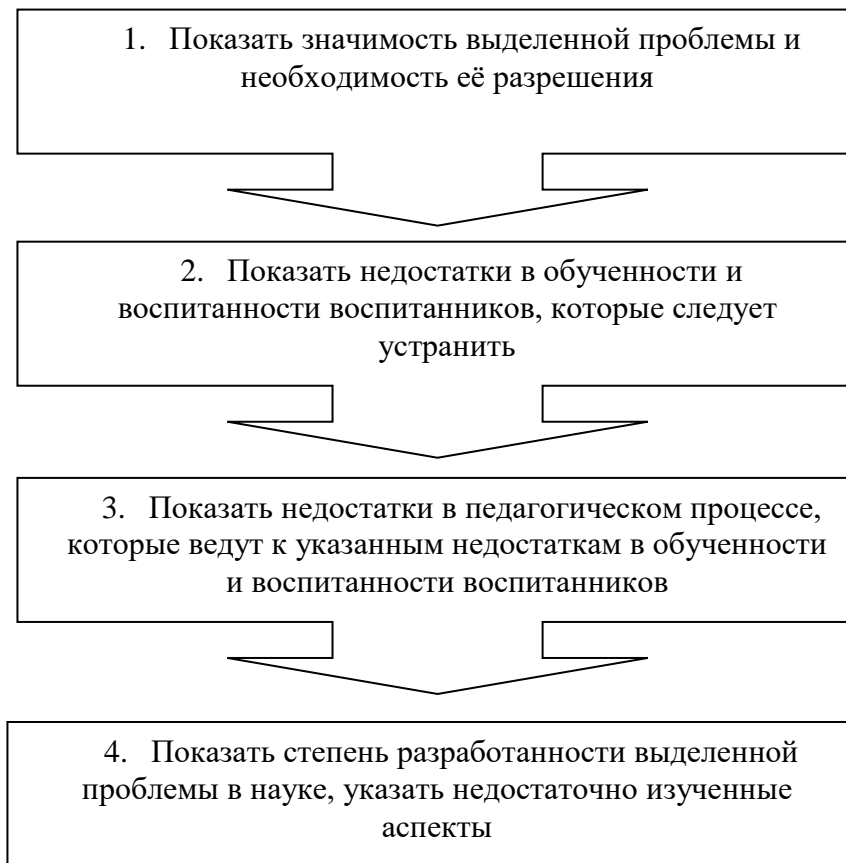 1. Показать значимость выделенной проблемы и
необходимость её разрешения
2. Показать недостатки в обученности и
воспитанности воспитанников, которые следует
устранить
3. Показать недостатки в педагогическом процессе,
которые ведут к указанным недостаткам в обученности
и воспитанности воспитанников
4. Показать степень разработанности выделенной
проблемы в науке, указать недостаточно изученные
аспекты